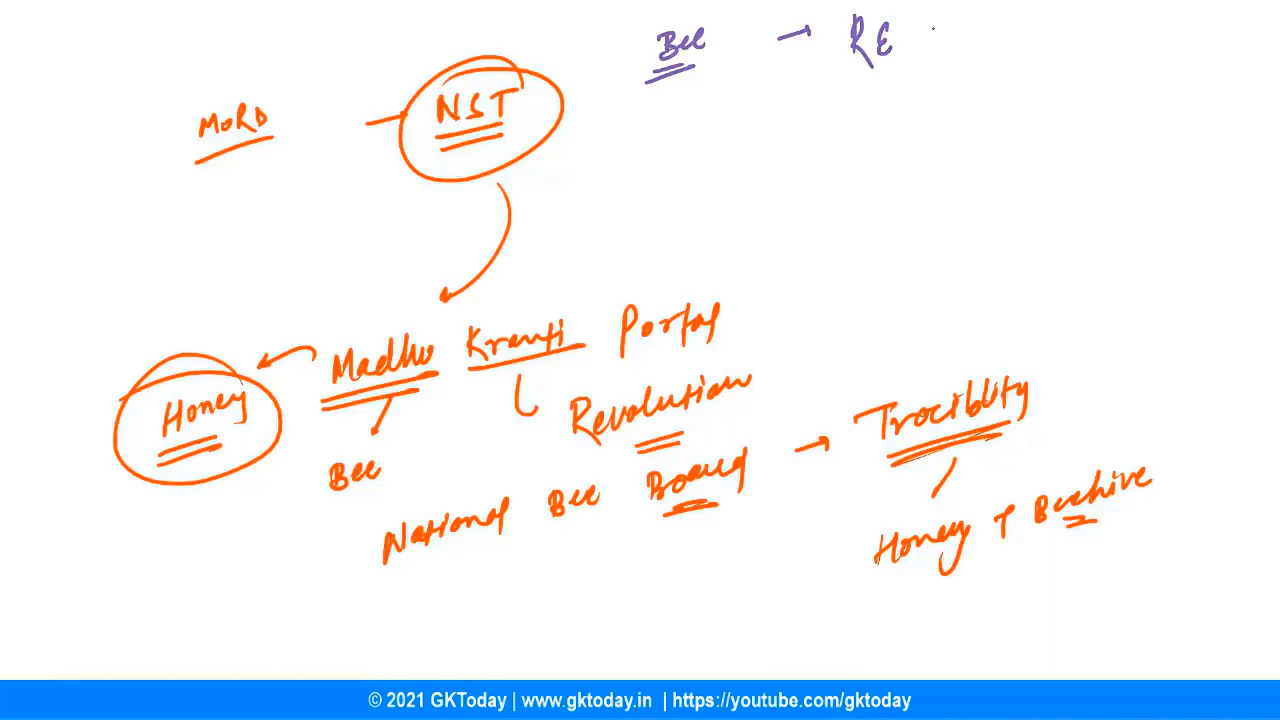 Bee → RE
MoRD — NST
Madhu Kranti Portal
Honey
Revolution
Bee
National Bee Board → Trociblity
Honey + Beehive
© 2021 GKToday | www.gktoday.in | https://youtube.com/gktoday